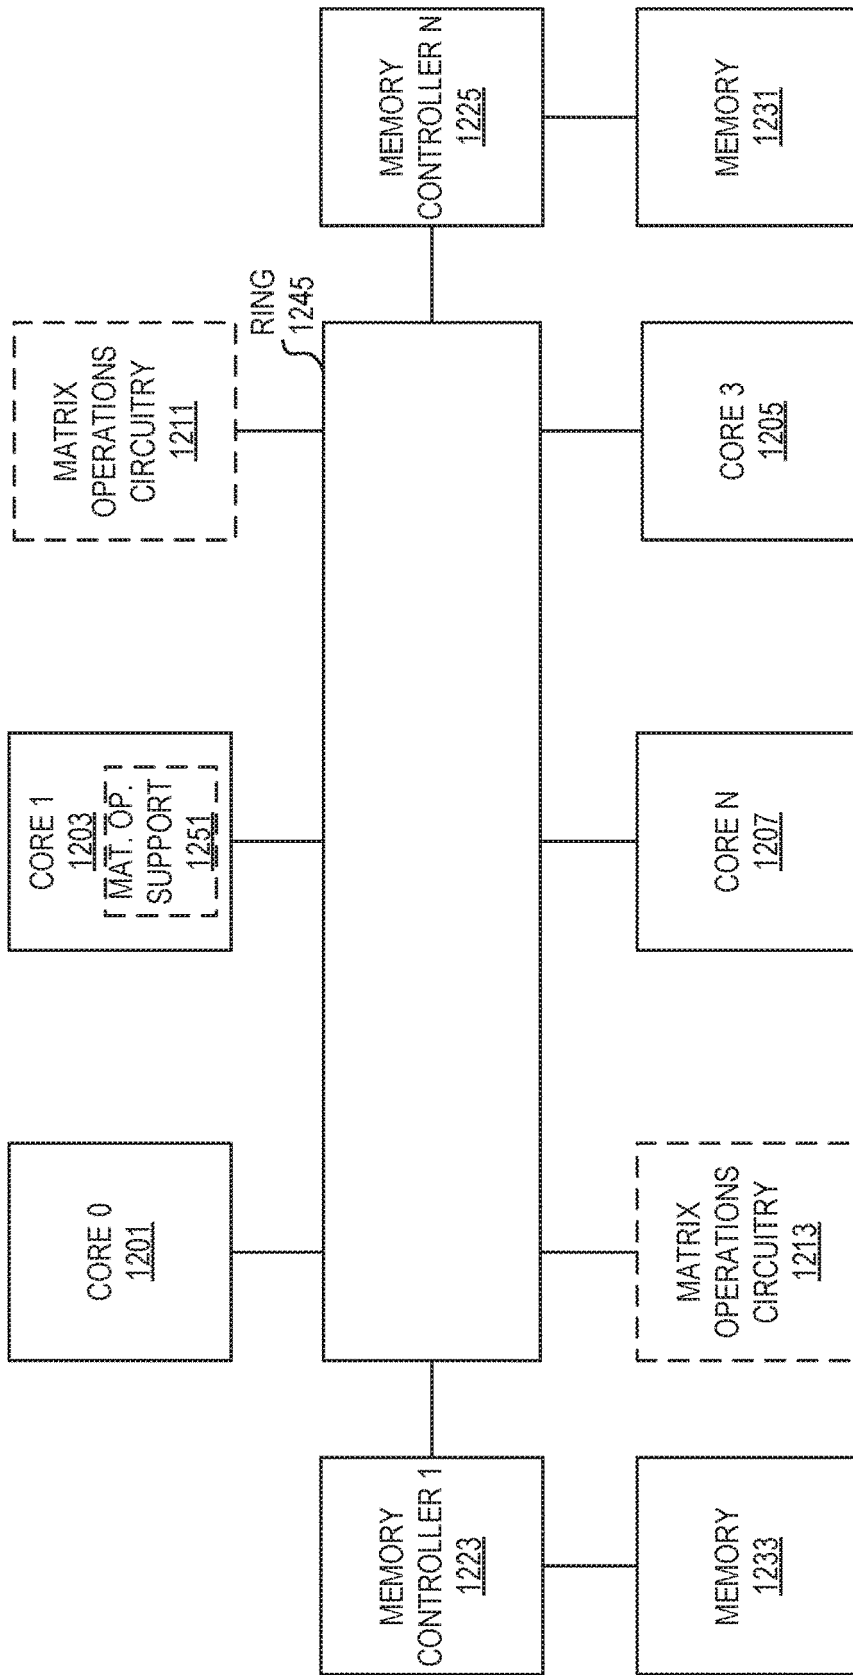 CORE 0
1201
CORE 1
1203
MAT. OP.
SUPPORT
1251
MATRIX
OPERATIONS
CIRCUITRY
1211
RING
1245
MEMORY
CONTROLLER 1
1223
MEMORY
CONTROLLER N
1225
MEMORY
1233
MATRIX
OPERATIONS
CIRCUITRY
1213
CORE N
1207
CORE 3
1205
MEMORY
1231